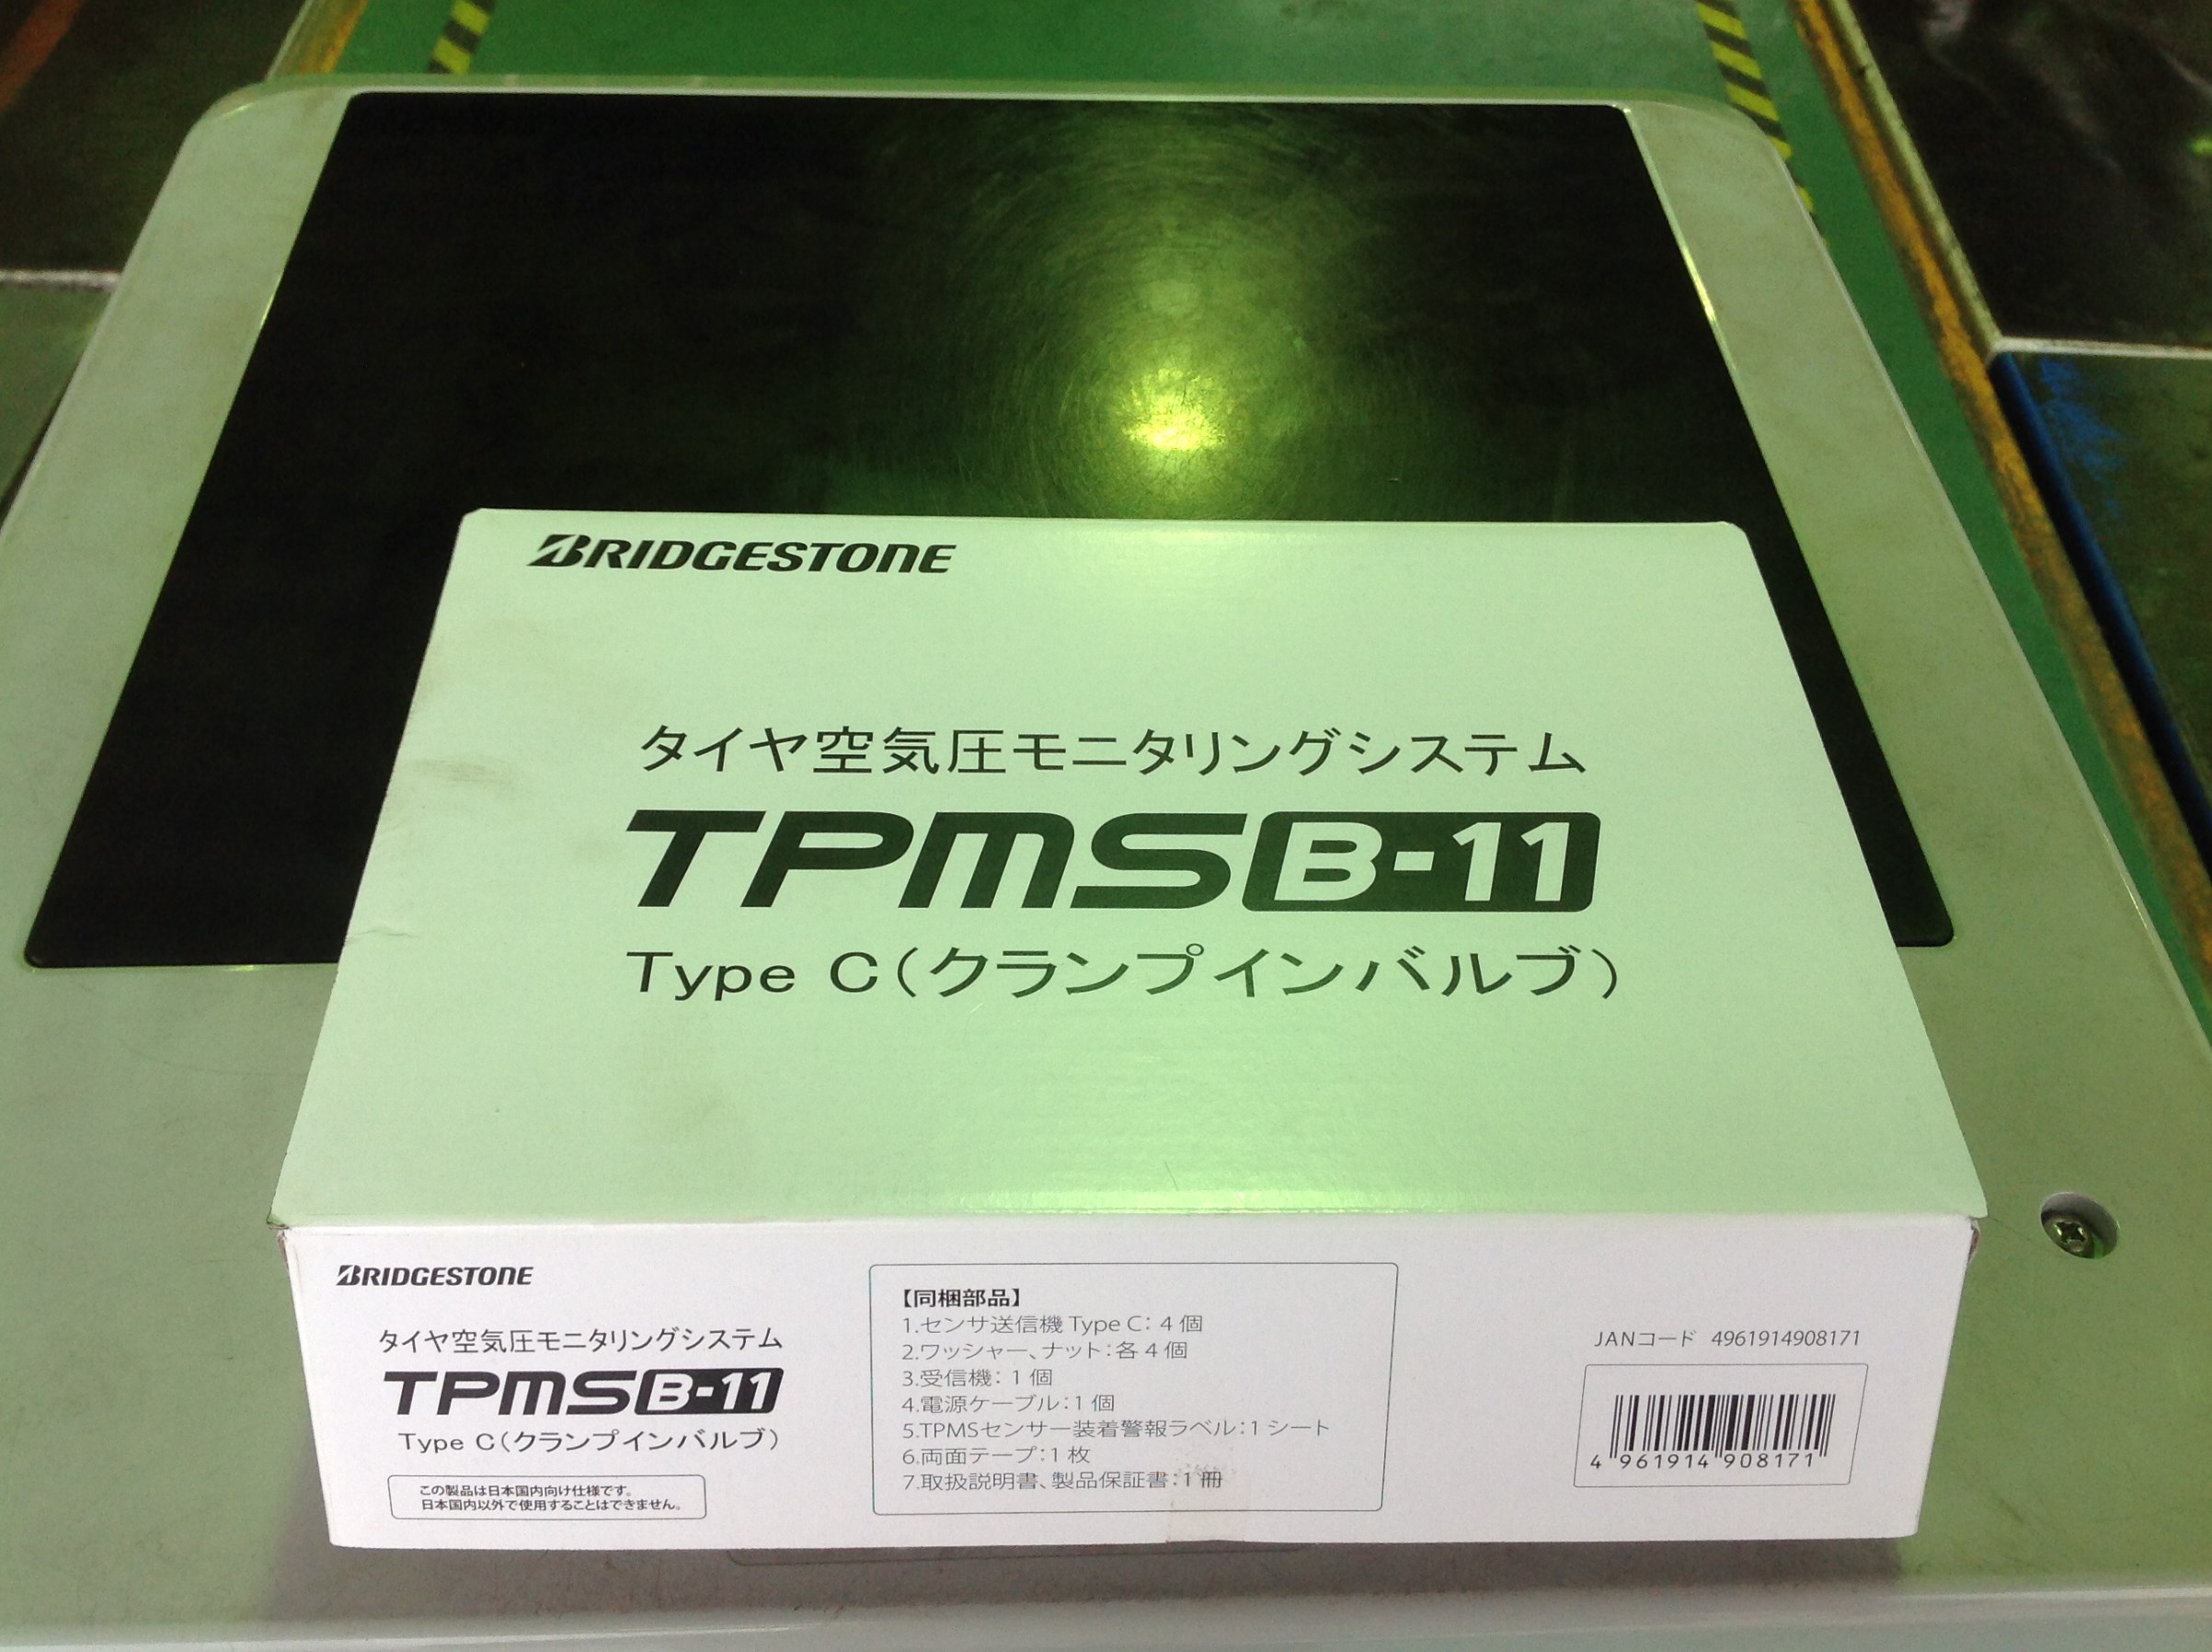 BRIDGESTONE
タイヤ空気圧モニタリングシステム
TPMS B-11
Type C（クランプインバルブ）
BRIDGESTONE
タイヤ空気圧モニタリングシステム
TPMS B-11
Type C（クランプインバルブ）
この製品は日本国内向け仕様です。
日本国内以外で使用することはできません。
【同梱部品】
1.センサ送信機 Type C：4 個
2.ワッシャー、ナット：各 4 個
3.受信機：1 個
4.電源ケーブル：1 個
5.TPMSセンサー装着警報ラベル：1 シート
6.両面テープ：1 枚
7.取扱説明書、製品保証書：1 冊
JANコード 4961914908171
4 961914 908171